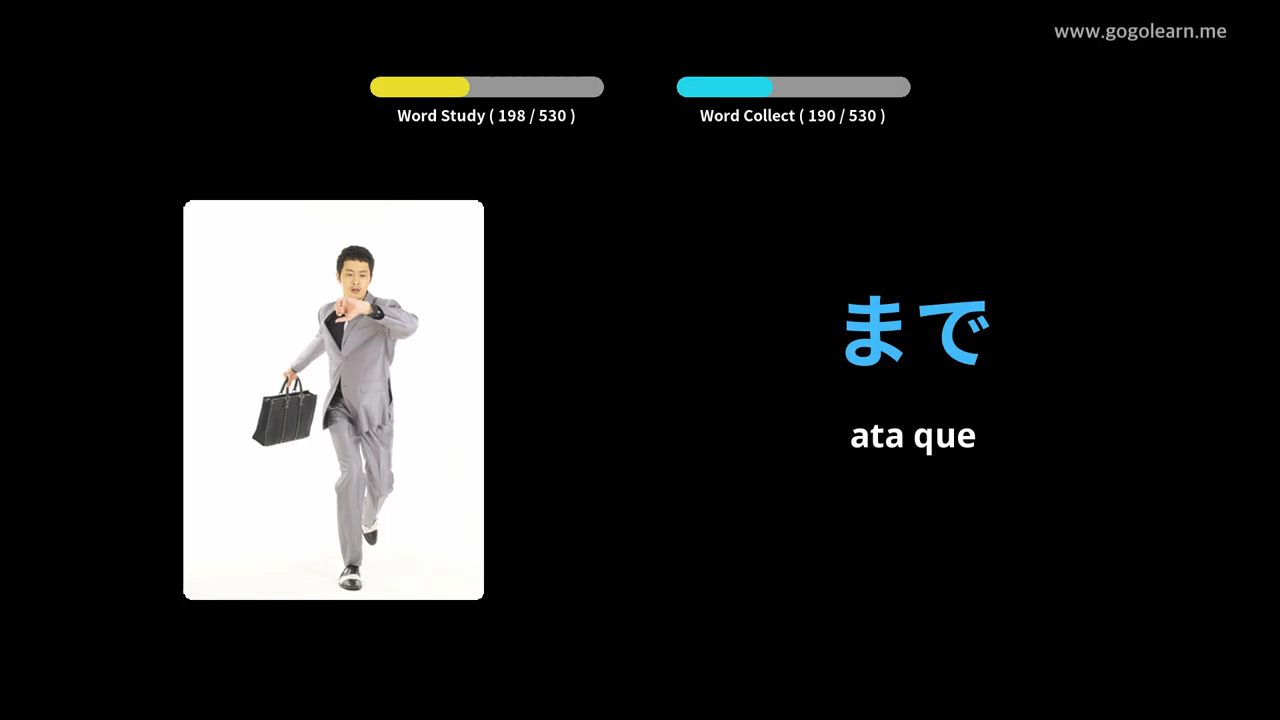 www.gogolearn.me
Word Study ( 198 / 530 )
Word Collect ( 190 / 530 )
まで
ata que